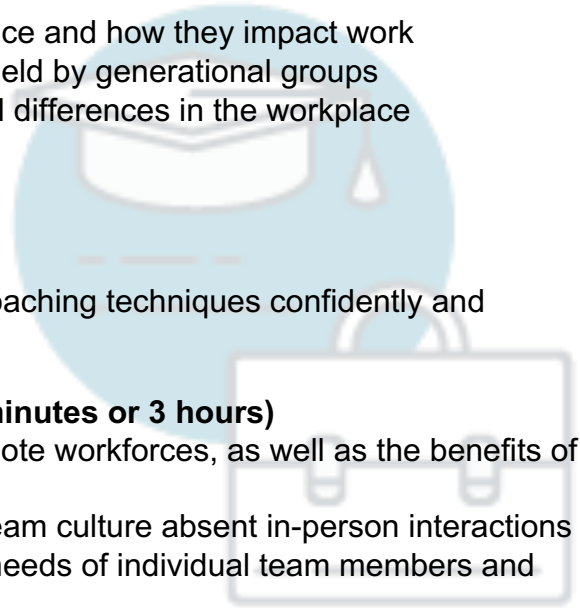 ce and how they impact work
eld by generational groups
differences in the workplace
oaching techniques confidently and
minutes or 3 hours)
ote workforces, as well as the benefits of
eam culture absent in-person interactions
needs of individual team members and